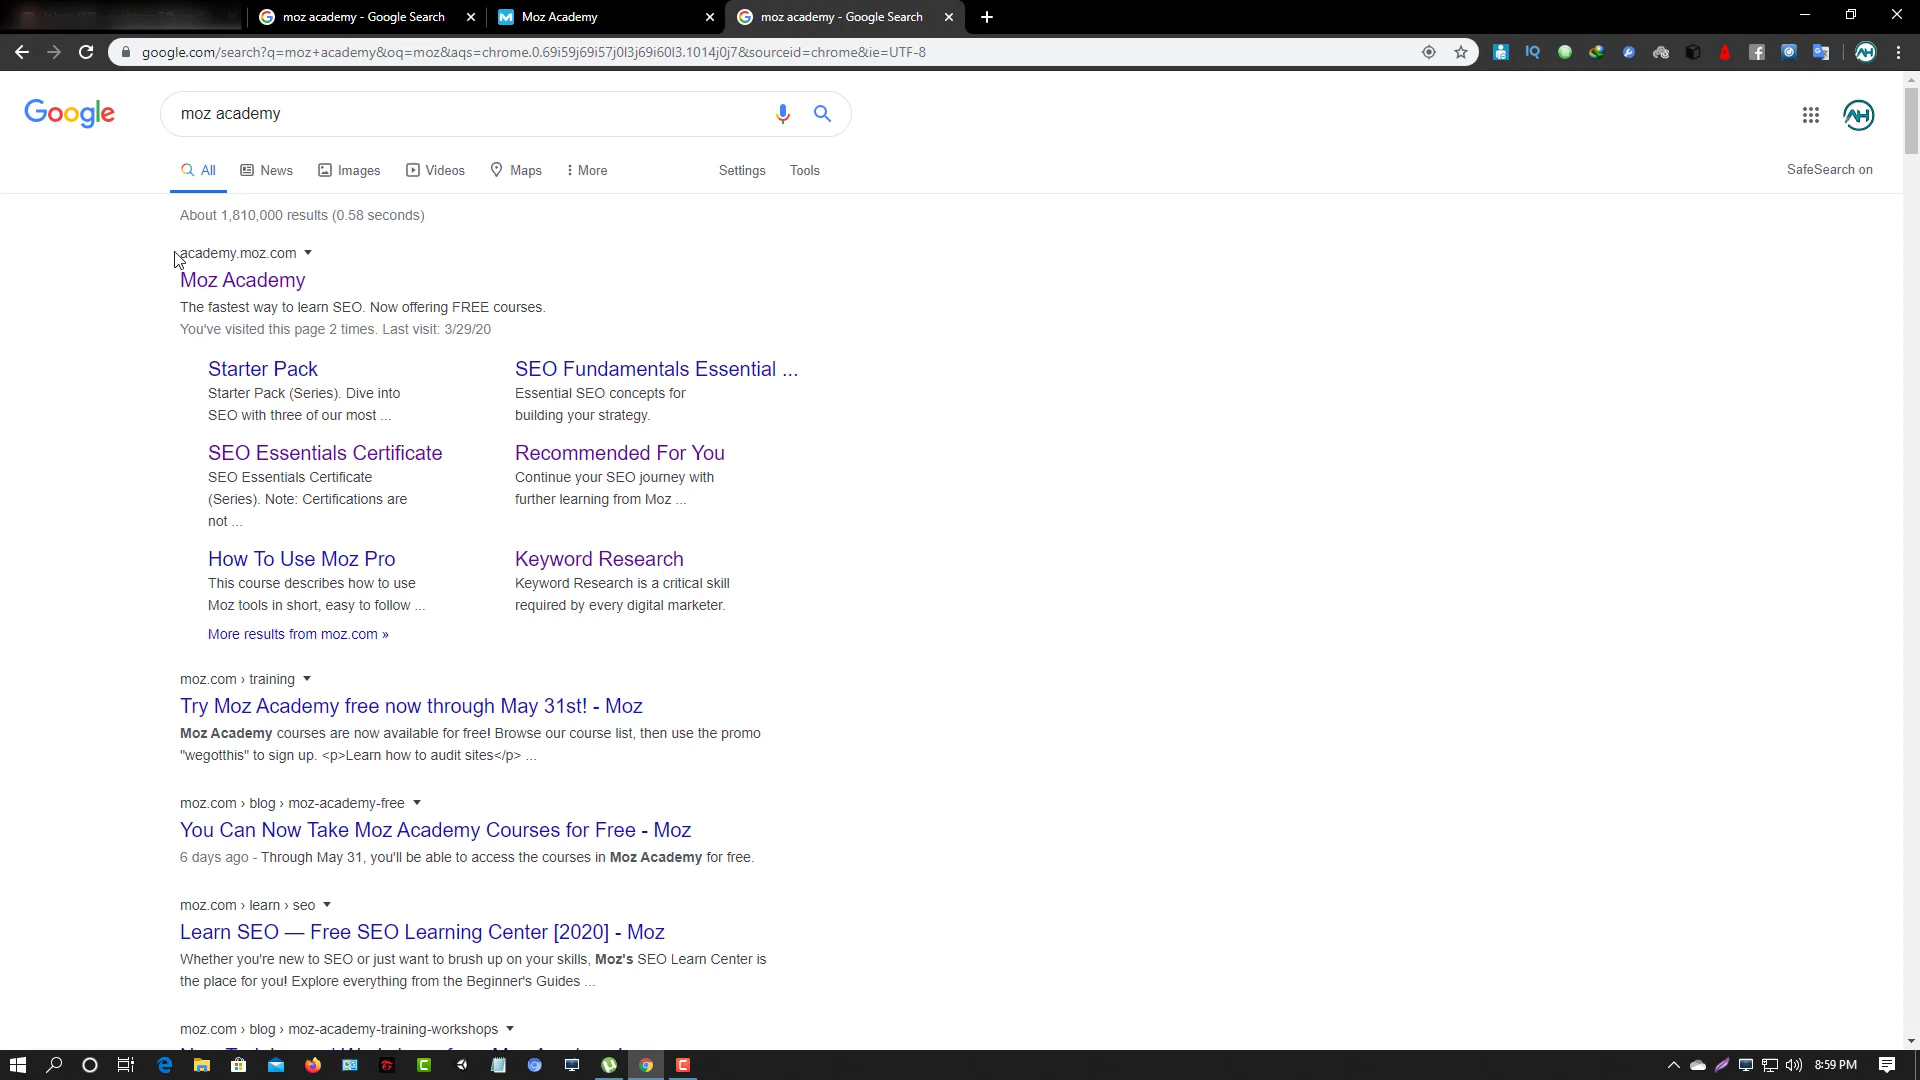 moz academy - Google Search
Moz Academy
moz academy - Google Search
google.com/search?q=moz+academy&oq=moz&aqs=chrome.0.69i59j69i57j0l3j69i60l3.1014j0j7&sourceid=chrome&ie=UTF-8
Google
moz academy
All
News
Images
Videos
Maps
More
Settings
Tools
SafeSearch on
About 1,810,000 results (0.58 seconds)
academy.moz.com
Moz Academy
The fastest way to learn SEO. Now offering FREE courses.
You've visited this page 2 times. Last visit: 3/29/20
Starter Pack
Starter Pack (Series). Dive into
SEO with three of our most ...
SEO Fundamentals Essential ...
Essential SEO concepts for
building your strategy.
SEO Essentials Certificate
SEO Essentials Certificate
(Series). Note: Certifications are
not ...
Recommended For You
Continue your SEO journey with
further learning from Moz ...
How To Use Moz Pro
This course describes how to use
Moz tools in short, easy to follow ...
Keyword Research
Keyword Research is a critical skill
required by every digital marketer.
More results from moz.com »
moz.com › training
Try Moz Academy free now through May 31st! - Moz
Moz Academy courses are now available for free! Browse our course list, then use the promo
"wegotthis" to sign up. <p>Learn how to audit sites</p> ...
moz.com › blog › moz-academy-free
You Can Now Take Moz Academy Courses for Free - Moz
6 days ago - Through May 31, you'll be able to access the courses in Moz Academy for free.
moz.com › learn › seo
Learn SEO — Free SEO Learning Center [2020] - Moz
Whether you're new to SEO or just want to brush up on your skills, Moz's SEO Learn Center is
the place for you! Explore everything from the Beginner's Guides ...
moz.com › blog › moz-academy-training-workshops
8:59 PM